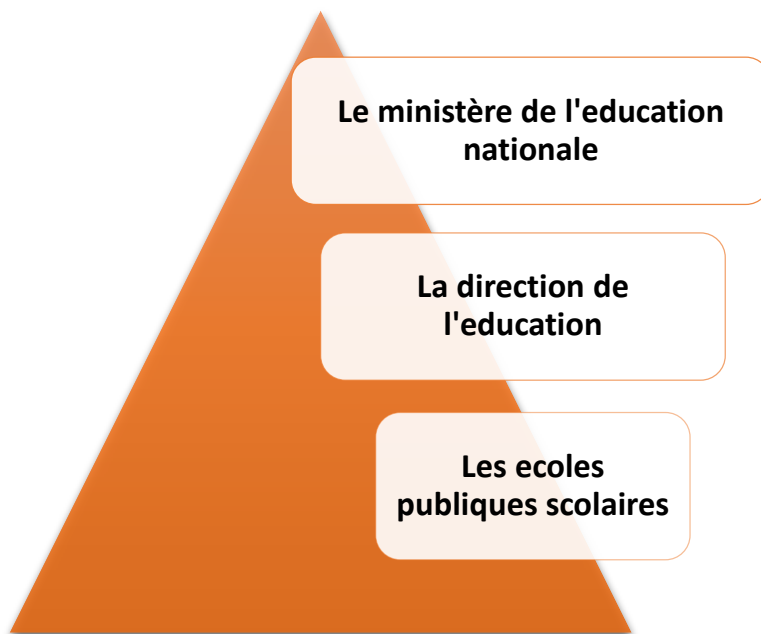 Le ministère de l'education
nationale
La direction de
l'education
Les ecoles
publiques scolaires